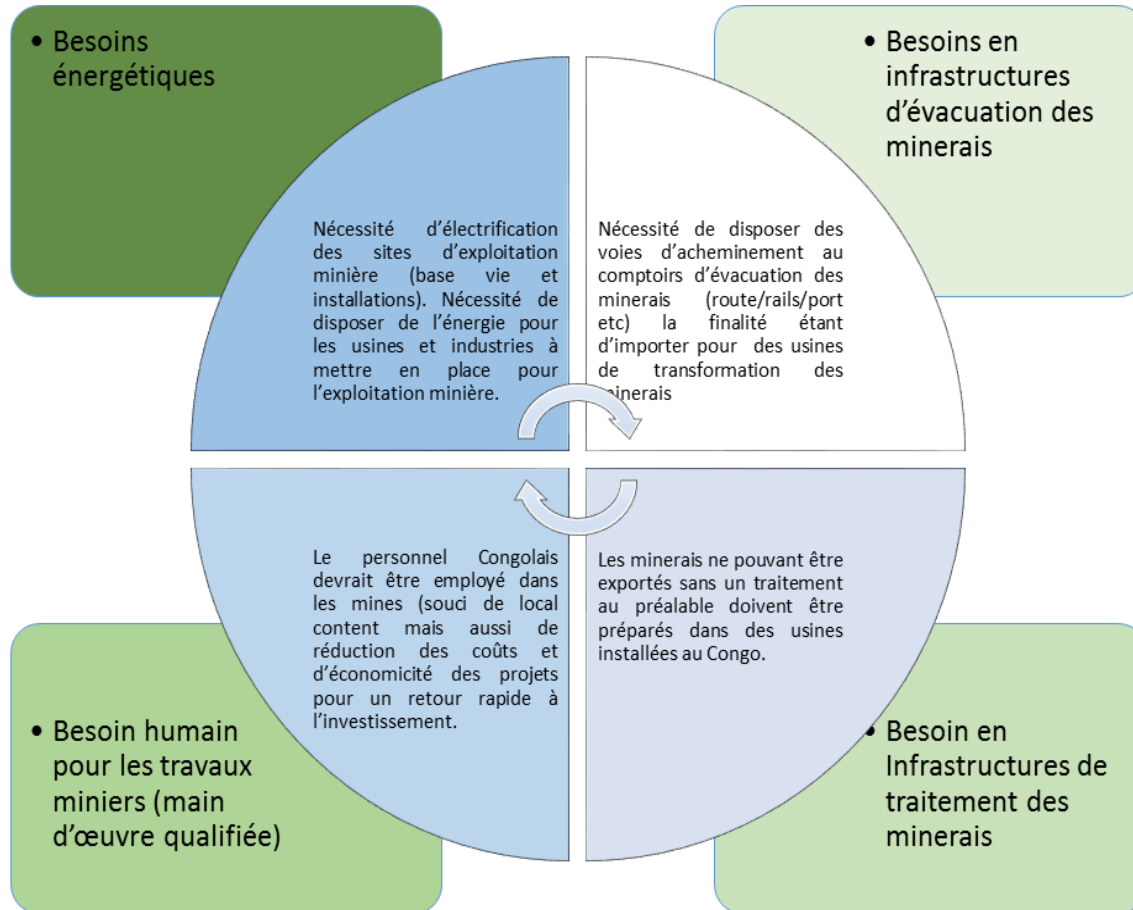 • Besoins
énergétiques
• Besoins en
infrastructures
d’évacuation des
minerais
Nécessité d’électrification
des sites d’exploitation
minière (base vie et
installations). Nécessité de
disposer de l’énergie pour
les usines et industries à
mettre en place pour
l’exploitation minière.
Nécessité de disposer des
voies d’acheminement au
comptoirs d’évacuation des
minerais (route/rails/port
etc) la finalité étant
d’importer pour des usines
de transformation des
minerais
Le personnel Congolais
devrait être employé dans
les mines (souci de local
content mais aussi de
réduction des coûts et
d’économicité des projets
pour un retour rapide à
l’investissement.
Les minerais ne pouvant être
exportés sans un traitement
au préalable doivent être
préparés dans des usines
installées au Congo.
• Besoin humain
pour les travaux
miniers (main
d’œuvre qualifiée)
• Besoin en
Infrastructures de
traitement des
minerais